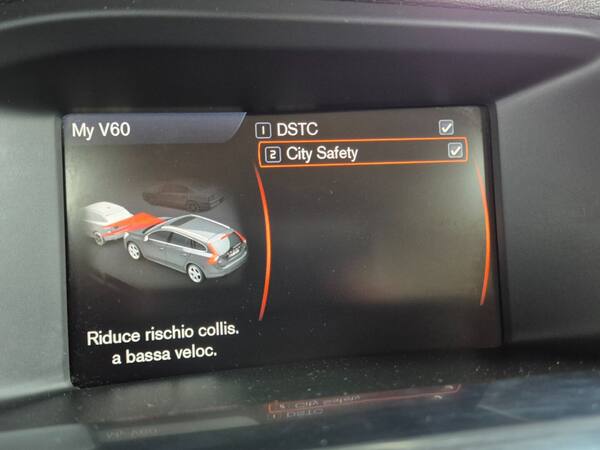 My V60
1 DSTC
2 City Safety
Riduce rischio collis.
a bassa veloc.